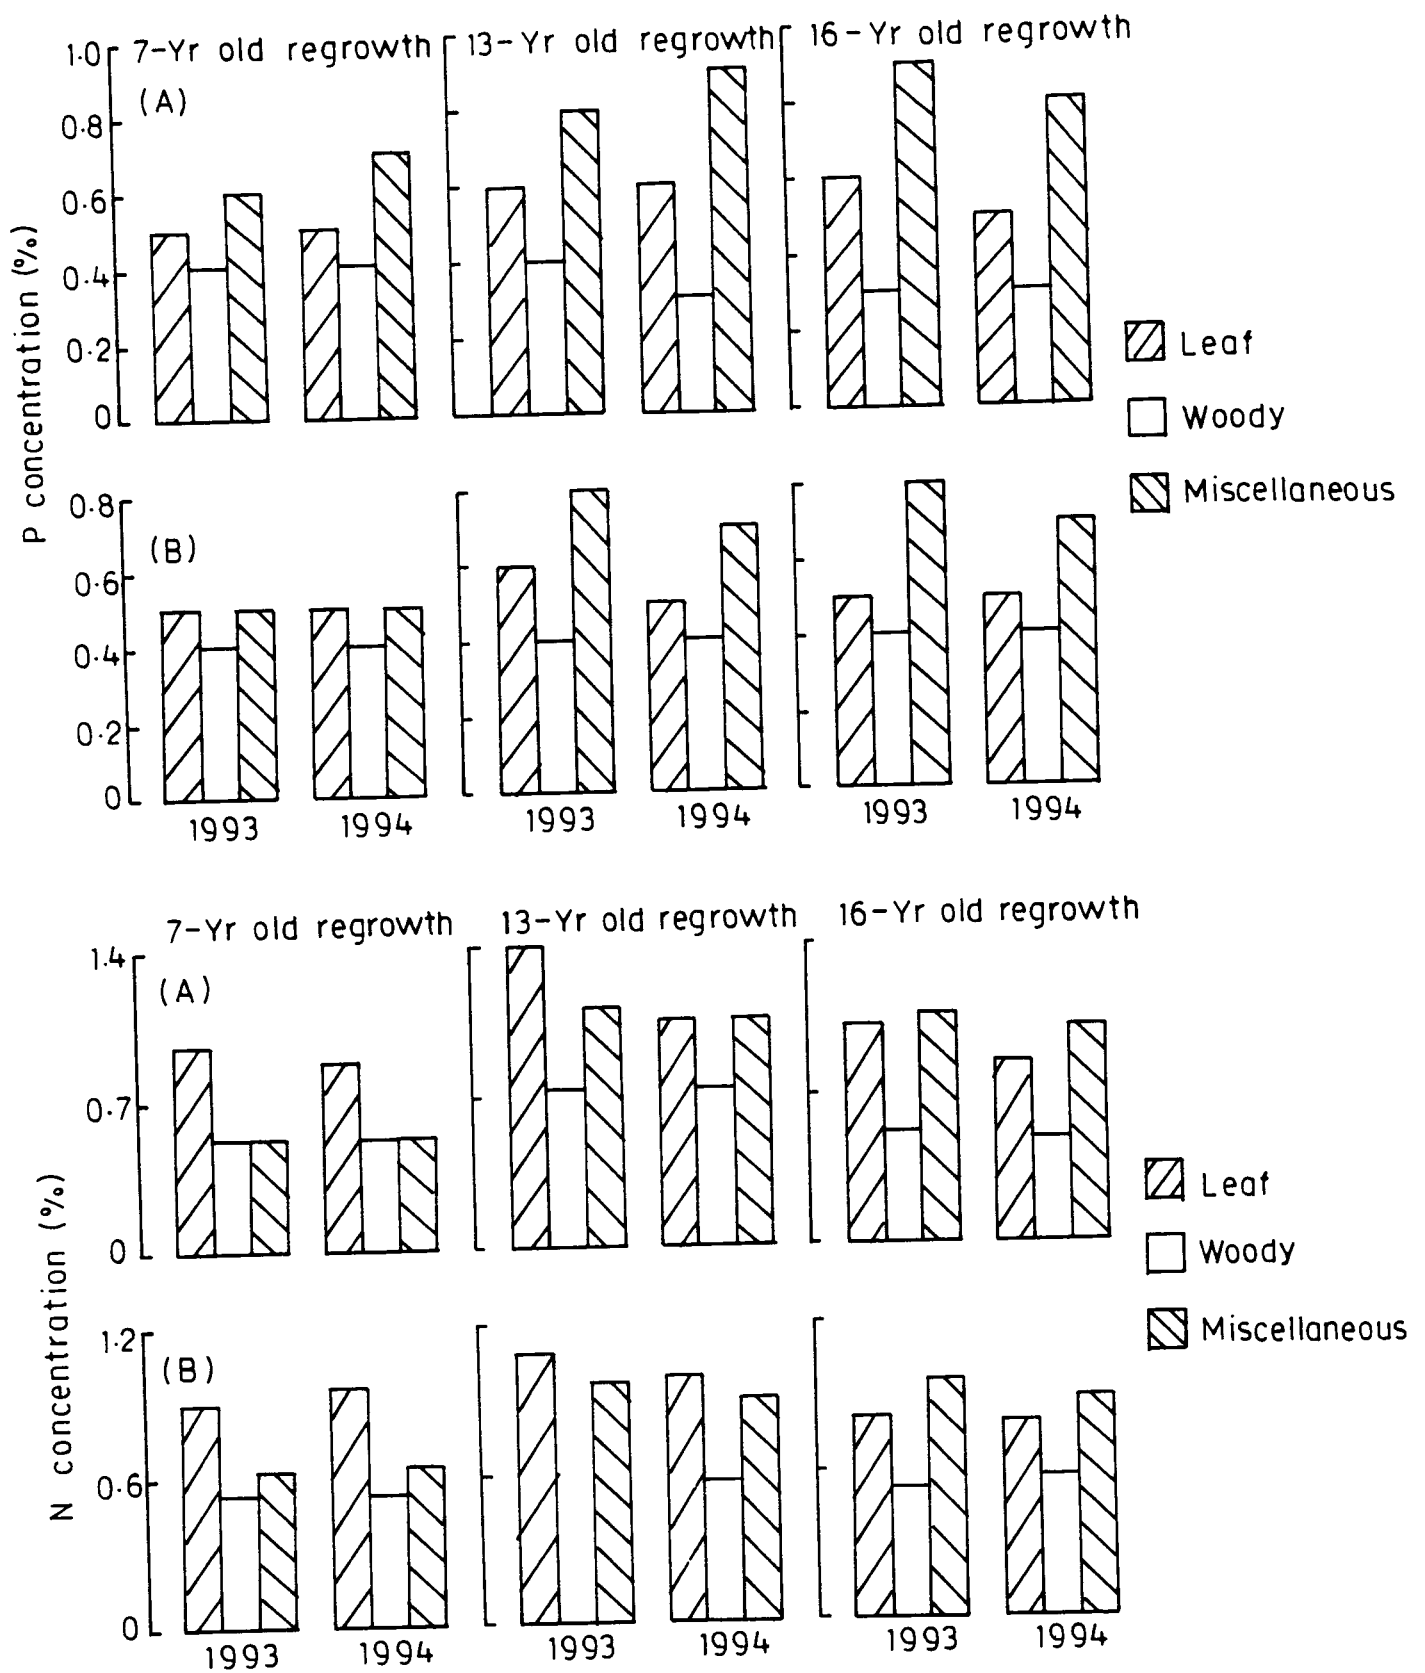 7-Yr old regrowth 13-Yr old regrowth 16-Yr old regrowth
(A)
1.0
0.8
0.6
0.4
0.2
0
P concentration (%)
Leaf
Woody
Miscellaneous
(B)
0.8
0.6
0.4
0.2
0
1993 1994 1993 1994 1993 1994
7-Yr old regrowth 13-Yr old regrowth 16-Yr old regrowth
(A)
1.4
0.7
0
N concentration (%)
Leaf
Woody
Miscellaneous
(B)
1.2
0.6
0
1993 1994 1993 1994 1993 1994